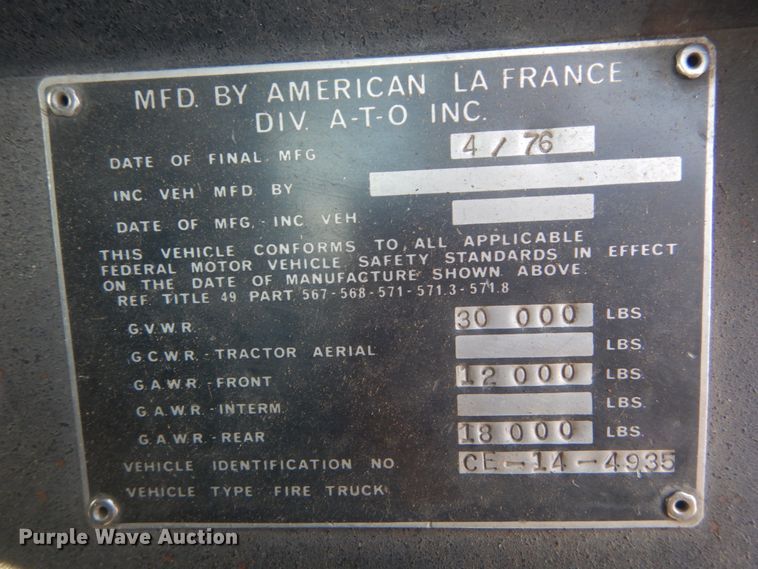 MFD. BY AMERICAN LA FRANCE
DIV. A-T-O INC.
DATE OF FINAL MFG 4 / 76
INC. VEH MFD. BY
DATE OF MFG. - INC. VEH.
THIS VEHICLE CONFORMS TO ALL APPLICABLE
FEDERAL MOTOR VEHICLE SAFETY STANDARDS IN EFFECT
ON THE DATE OF MANUFACTURE SHOWN ABOVE.
REF. TITLE 49 PART 567-568-571-571.3-571.8
G.V.W.R. 30 000 LBS.
G.C.W.R. - TRACTOR AERIAL LBS.
G.A.W.R. - FRONT 12 000 LBS.
G.A.W.R. - INTERM. LBS.
G.A.W.R. - REAR 18 000 LBS.
VEHICLE IDENTIFICATION NO. CE-14-4935
VEHICLE TYPE FIRE TRUCK
Purple Wave Auction